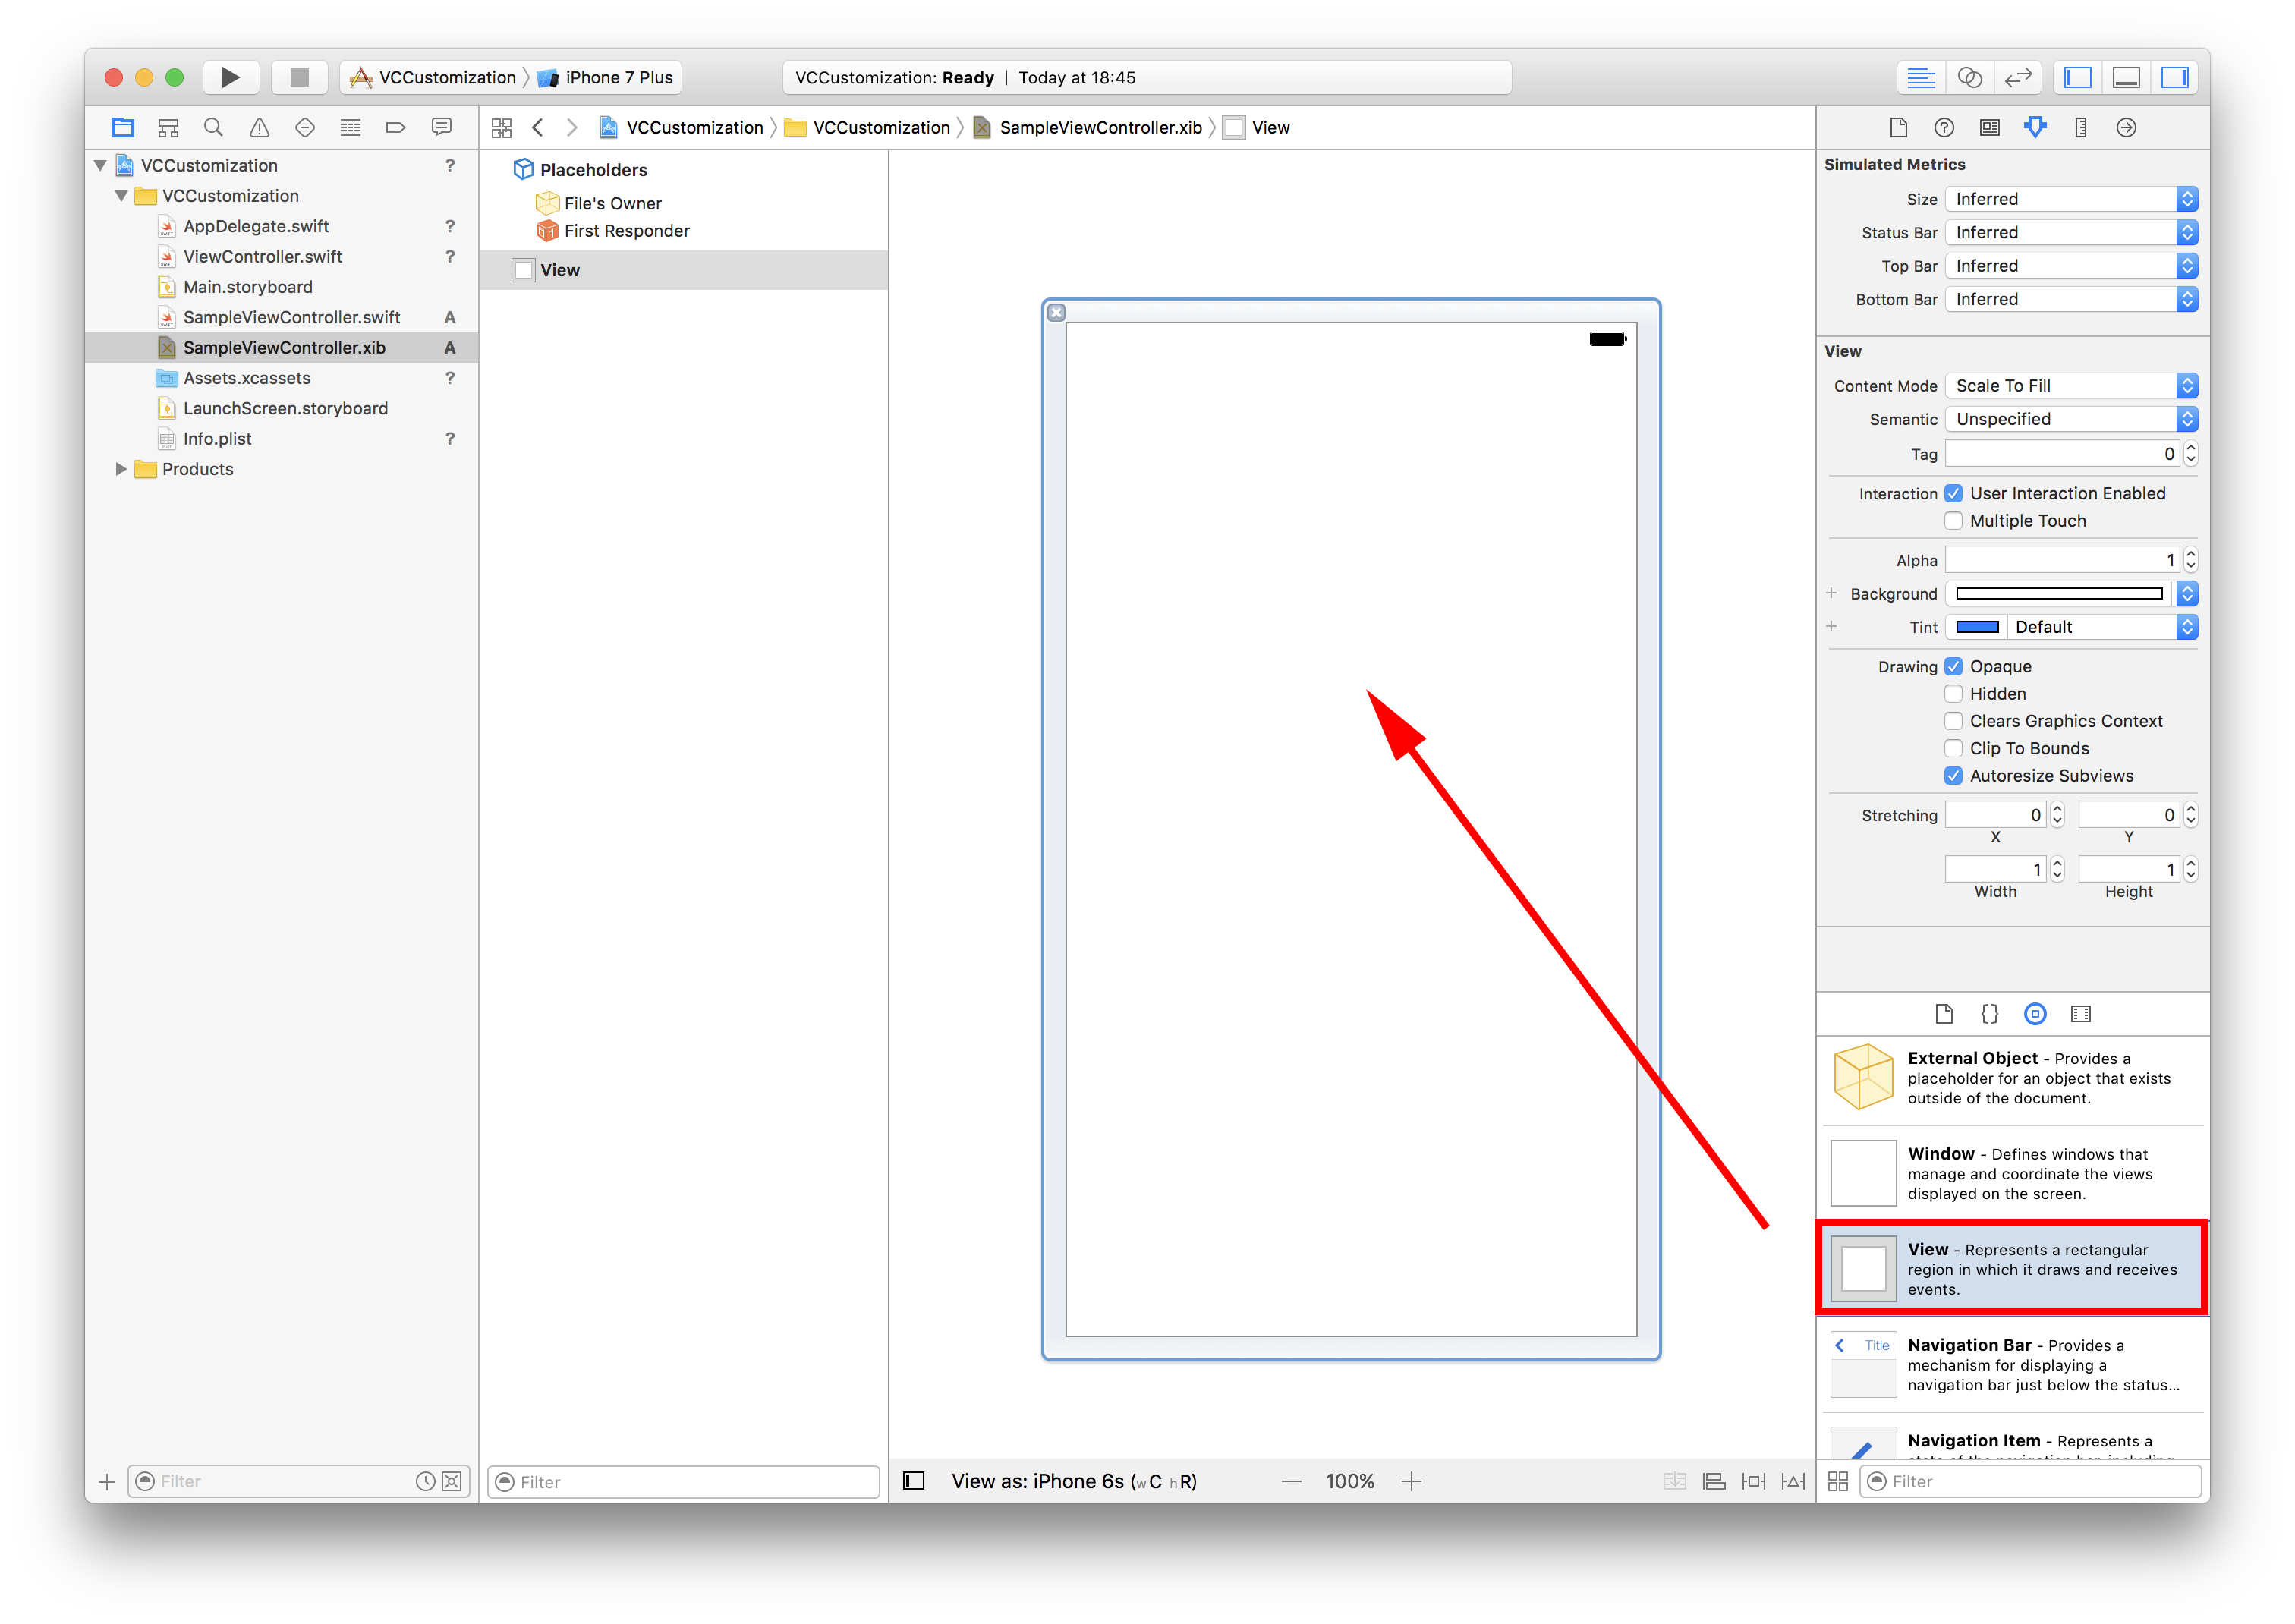 VCCustomization iPhone 7 Plus
VCCustomization: Ready | Today at 18:45
VCCustomization VCCustomization SampleViewController.xib View
VCCustomization ?
VCCustomization
AppDelegate.swift ?
ViewController.swift ?
Main.storyboard
SampleViewController.swift A
SampleViewController.xib A
Assets.xcassets ?
LaunchScreen.storyboard
Info.plist ?
Products
Filter
Placeholders
File's Owner
First Responder
View
Filter
View as: iPhone 6s (wC hR)
100%
Simulated Metrics
Size Inferred
Status Bar Inferred
Top Bar Inferred
Bottom Bar Inferred
View
Content Mode Scale To Fill
Semantic Unspecified
Tag 0
Interaction User Interaction Enabled
Multiple Touch
Alpha 1
+ Background
+ Tint Default
Drawing Opaque
Hidden
Clears Graphics Context
Clip To Bounds
Autoresize Subviews
Stretching 0 0
X Y
1 1
Width Height
{}
External Object - Provides a
placeholder for an object that exists
outside of the document.
Window - Defines windows that
manage and coordinate the views
displayed on the screen.
View - Represents a rectangular
region in which it draws and receives
events.
Title
Navigation Bar - Provides a
mechanism for displaying a
navigation bar just below the status...
Navigation Item - Represents a
Filter